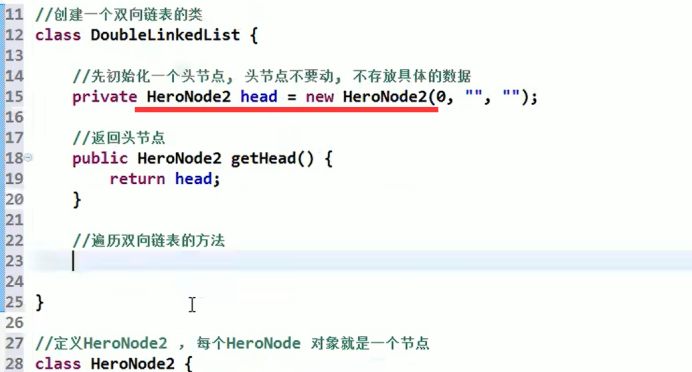 11 //创建一个双向链表的类
12 class DoubleLinkedList {
13
14 //先初始化一个头节点, 头节点不要动, 不存放具体的数据
15 private HeroNode2 head = new HeroNode2(0, "", "");
16
17 //返回头节点
18 public HeroNode2 getHead() {
19 return head;
20 }
21
22 //遍历双向链表的方法
23
24
25 }
26
27 //定义HeroNode2 , 每个HeroNode 对象就是一个节点
28 class HeroNode2 {